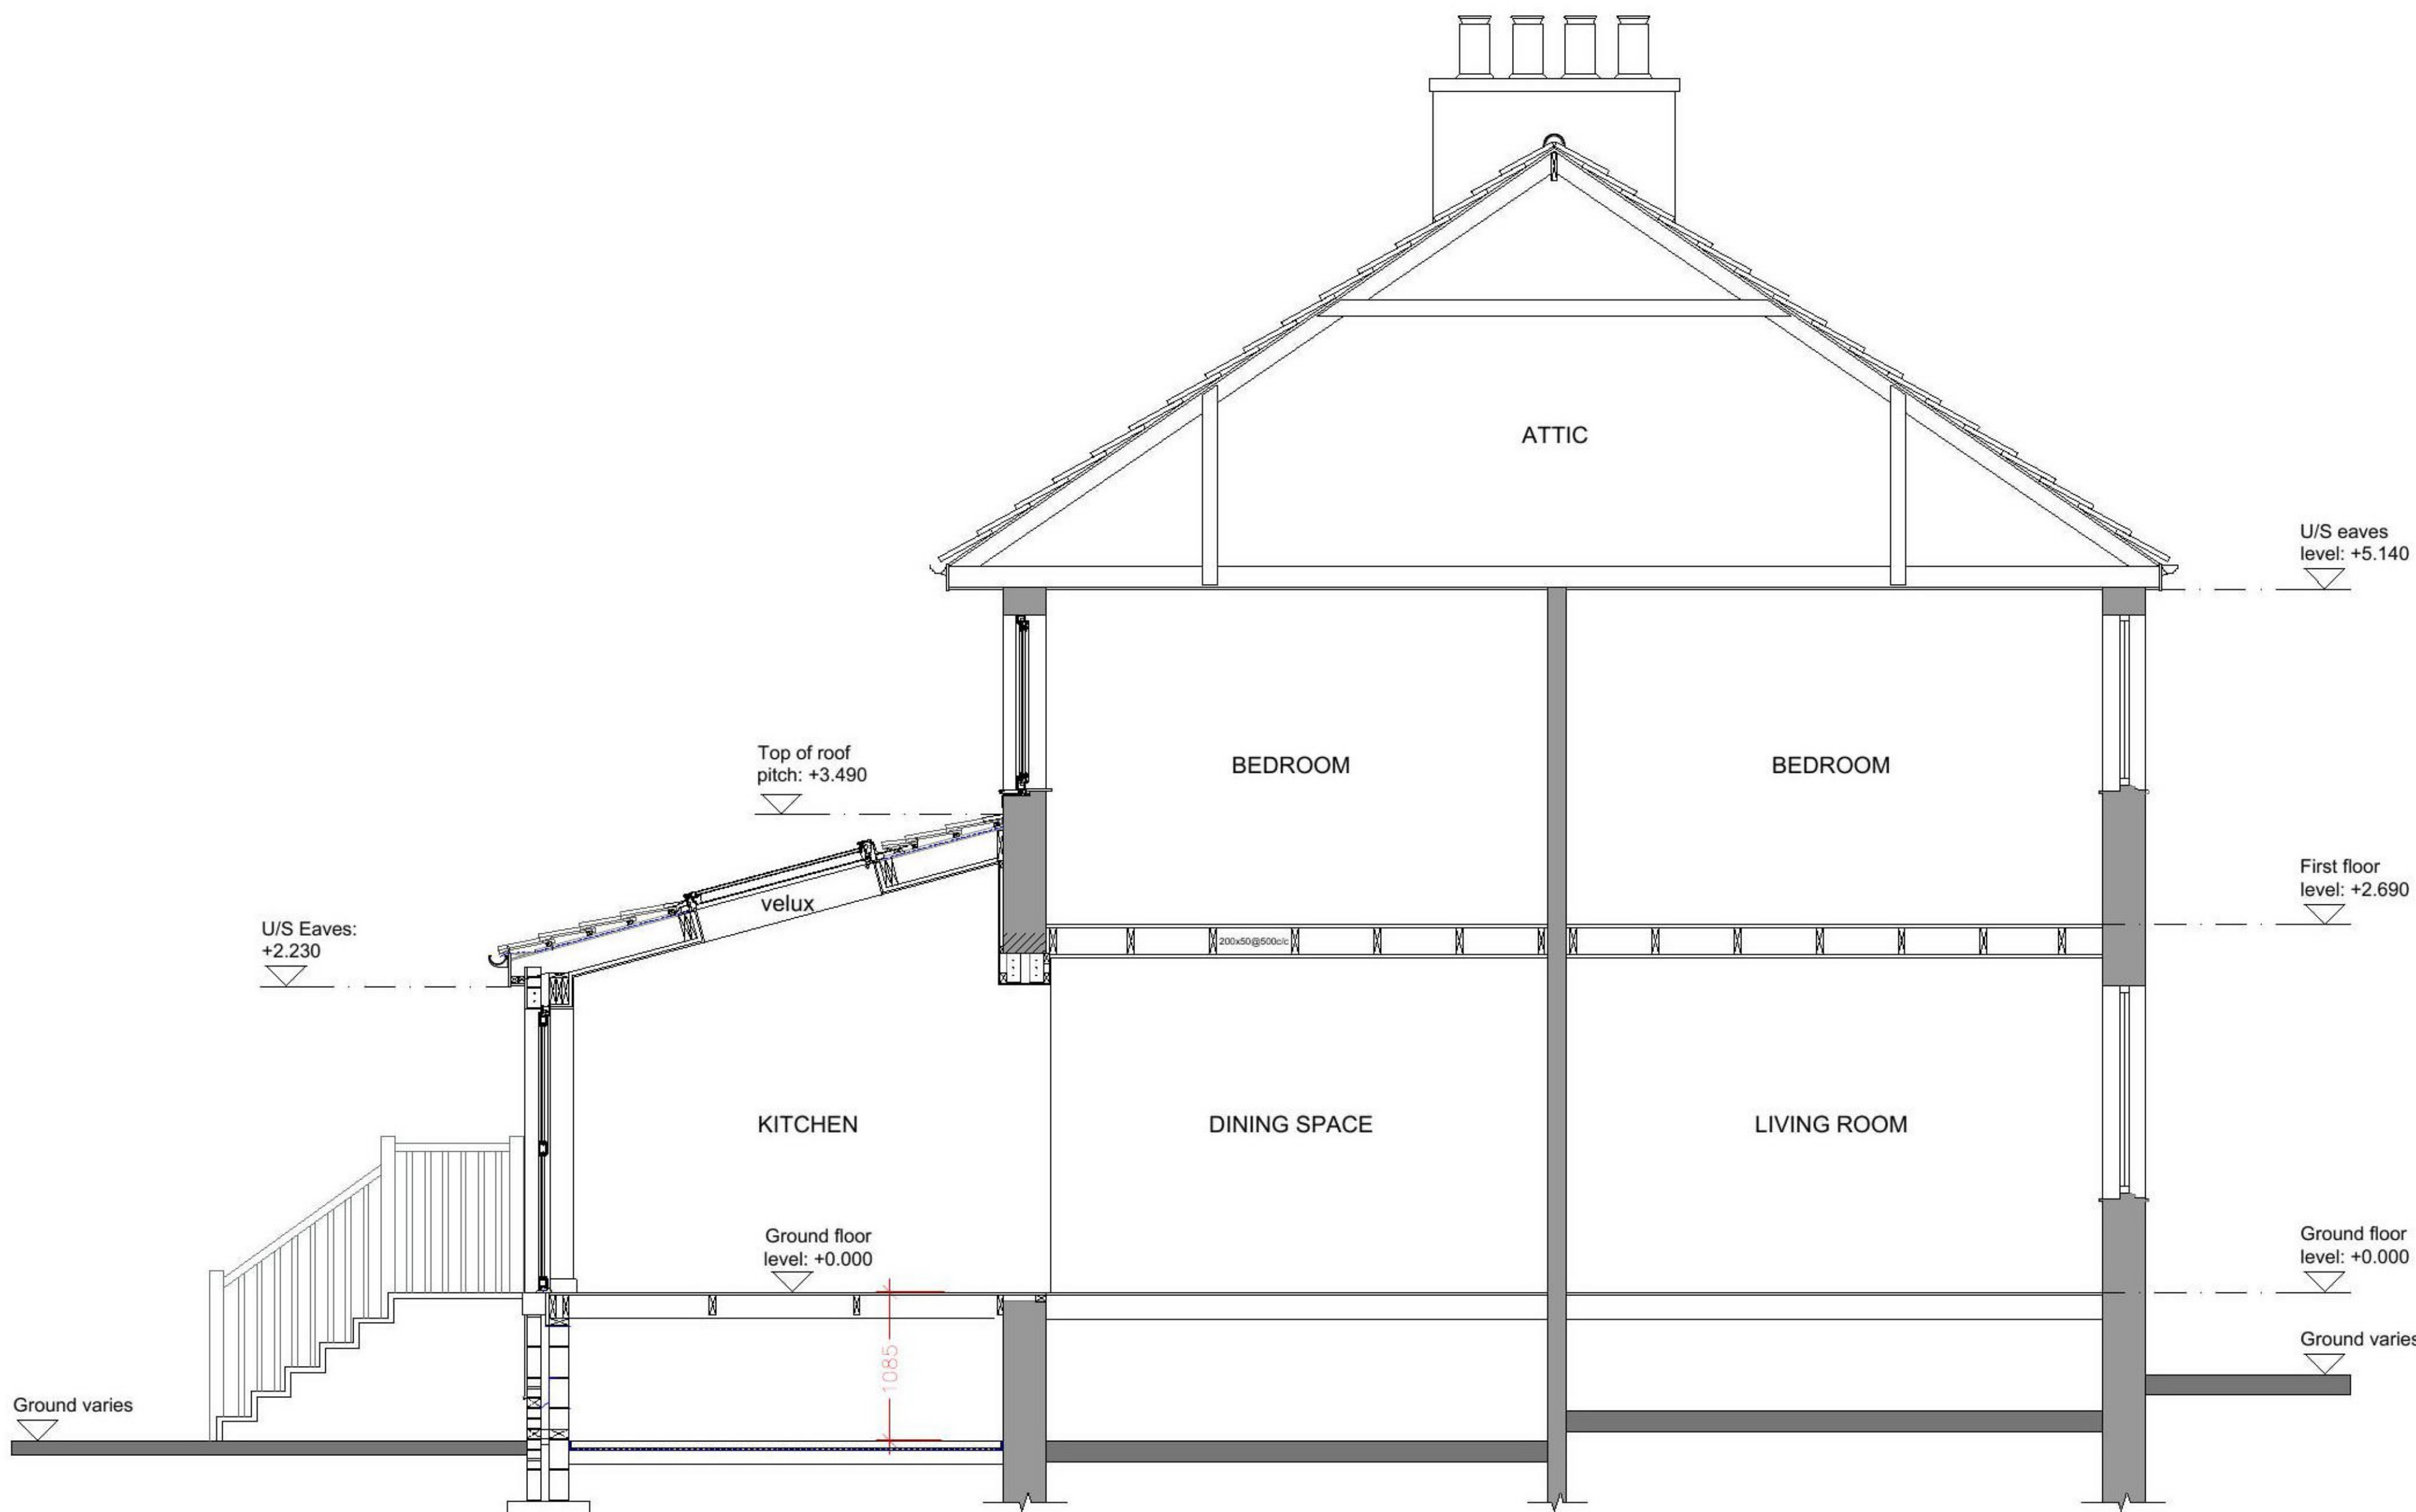 ATTIC
U/S eaves
level: +5.140
Top of roof
pitch: +3.490
BEDROOM
BEDROOM
First floor
level: +2.690
velux
U/S Eaves:
+2.230
200x50@500c/c
KITCHEN
DINING SPACE
LIVING ROOM
Ground floor
level: +0.000
Ground floor
level: +0.000
Ground varies
1085
Ground varies